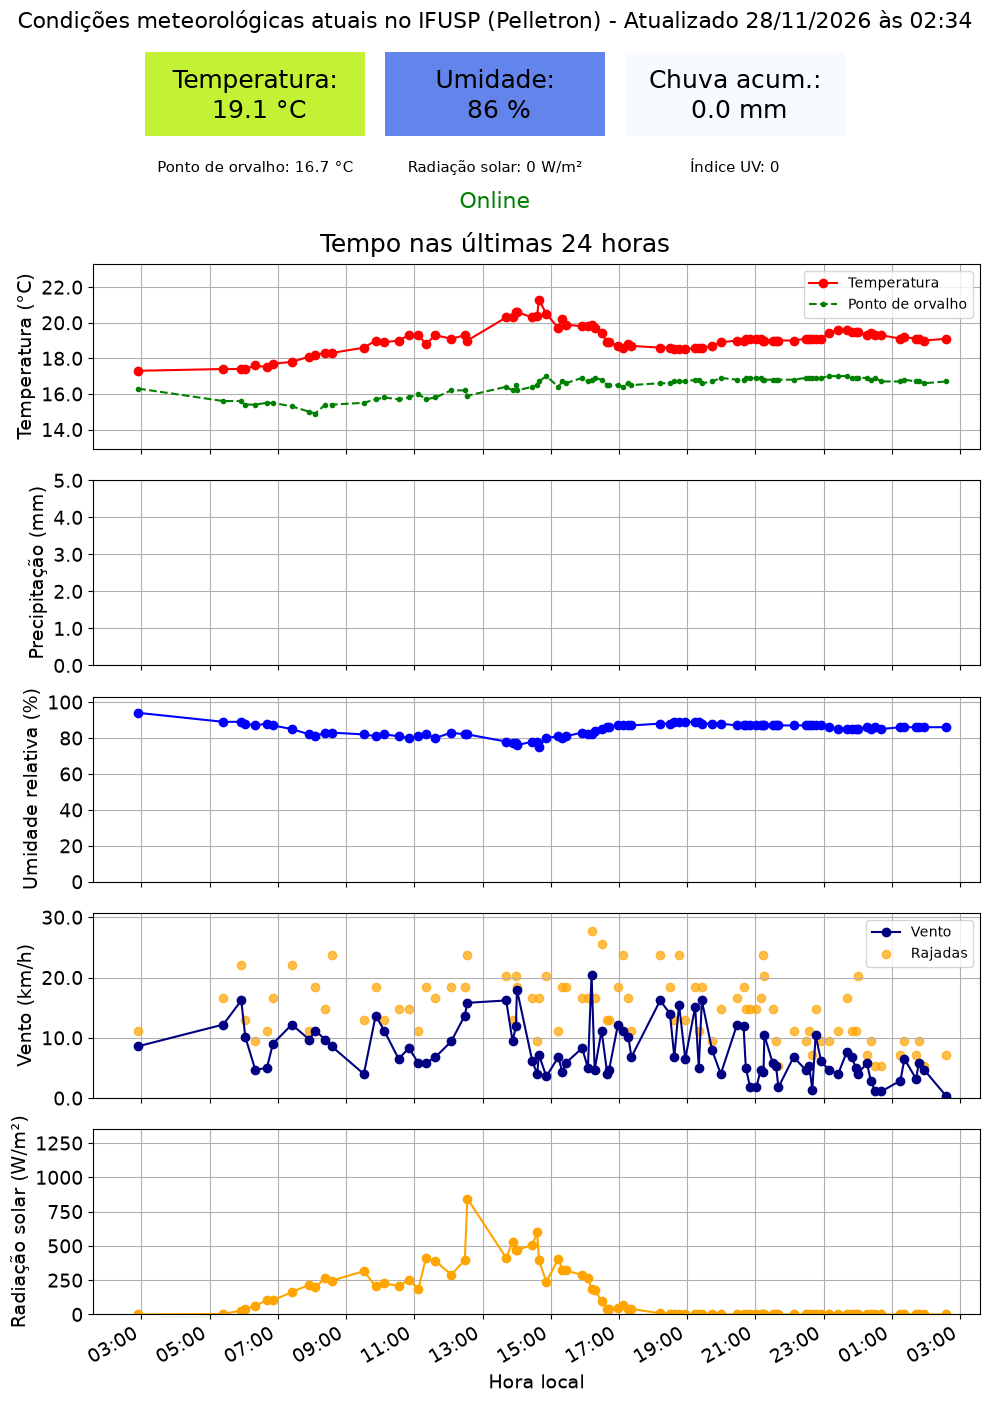 Condições meteorológicas atuais no IFUSP (Pelletron) - Atualizado 28/11/2026 às 02:34
Temperatura:
19.1 °C
Umidade:
86 %
Chuva acum.:
0.0 mm
Ponto de orvalho: 16.7 °C
Radiação solar: 0 W/m²
Índice UV: 0
Online
Tempo nas últimas 24 horas
Temperatura (°C)
22.0
20.0
18.0
16.0
14.0
Temperatura
Ponto de orvalho
Precipitação (mm)
5.0
4.0
3.0
2.0
1.0
0.0
Umidade relativa (%)
100
80
60
40
20
0
Vento (km/h)
30.0
20.0
10.0
0.0
Vento
Rajadas
Radiação solar (W/m²)
1250
1000
750
500
250
0
03:00 05:00 07:00 09:00 11:00 13:00 15:00 17:00 19:00 21:00 23:00 01:00 03:00
Hora local